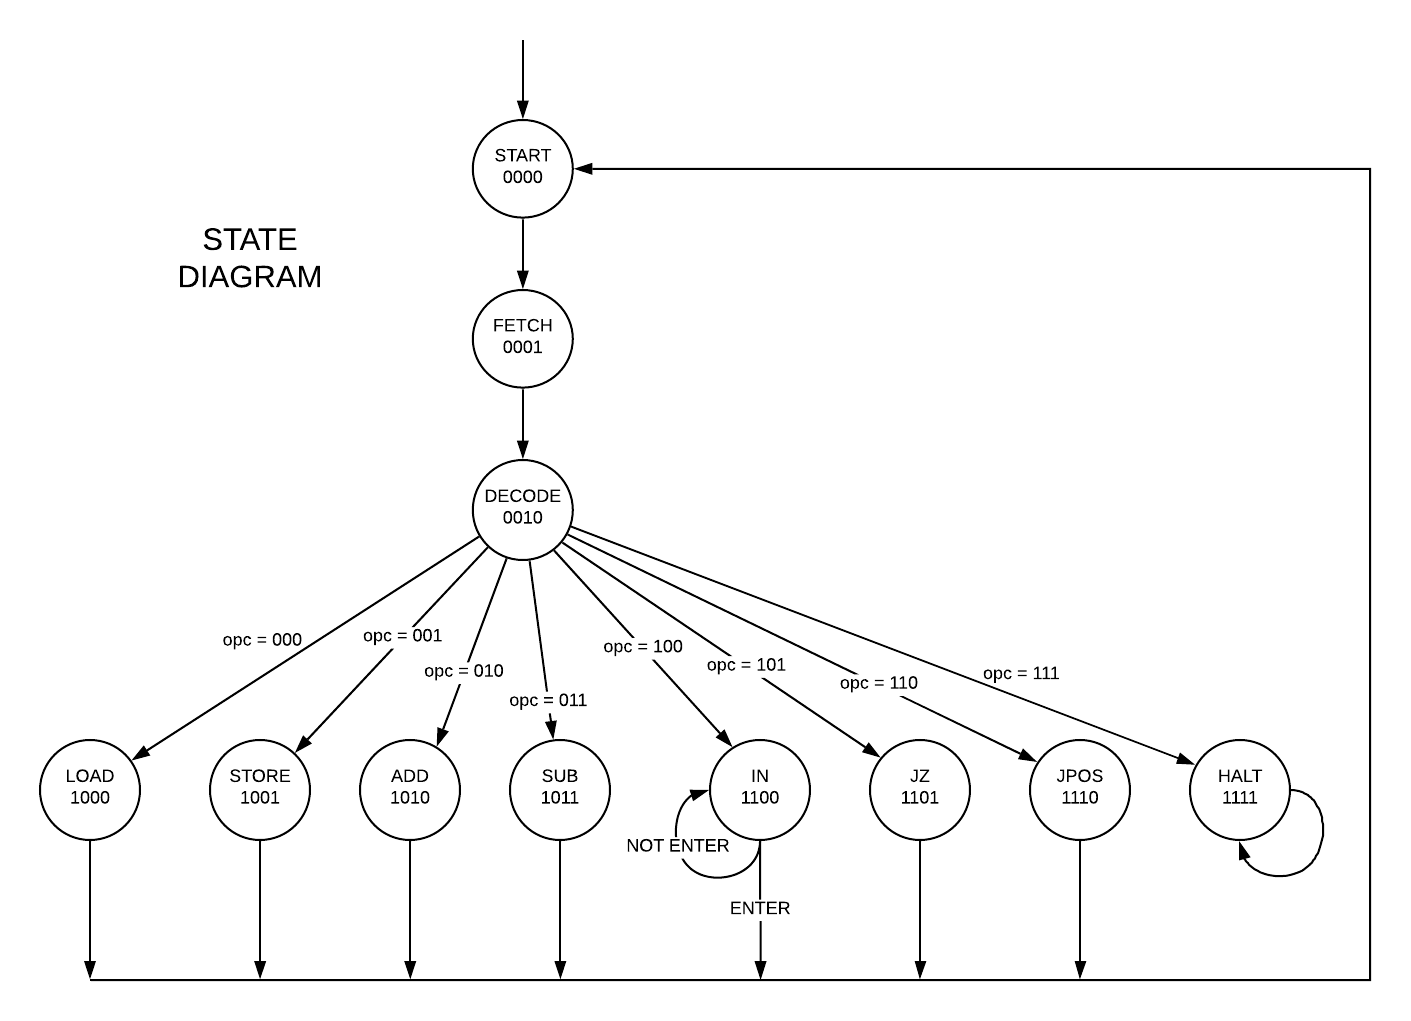 START
0000
STATE
DIAGRAM
FETCH
0001
DECODE
0010
opc = 000
opc = 001
opc = 010
opc = 011
opc = 100
opc = 101
opc = 110
opc = 111
LOAD
1000
STORE
1001
ADD
1010
SUB
1011
IN
1100
JZ
1101
JPOS
1110
HALT
1111
NOT ENTER
ENTER